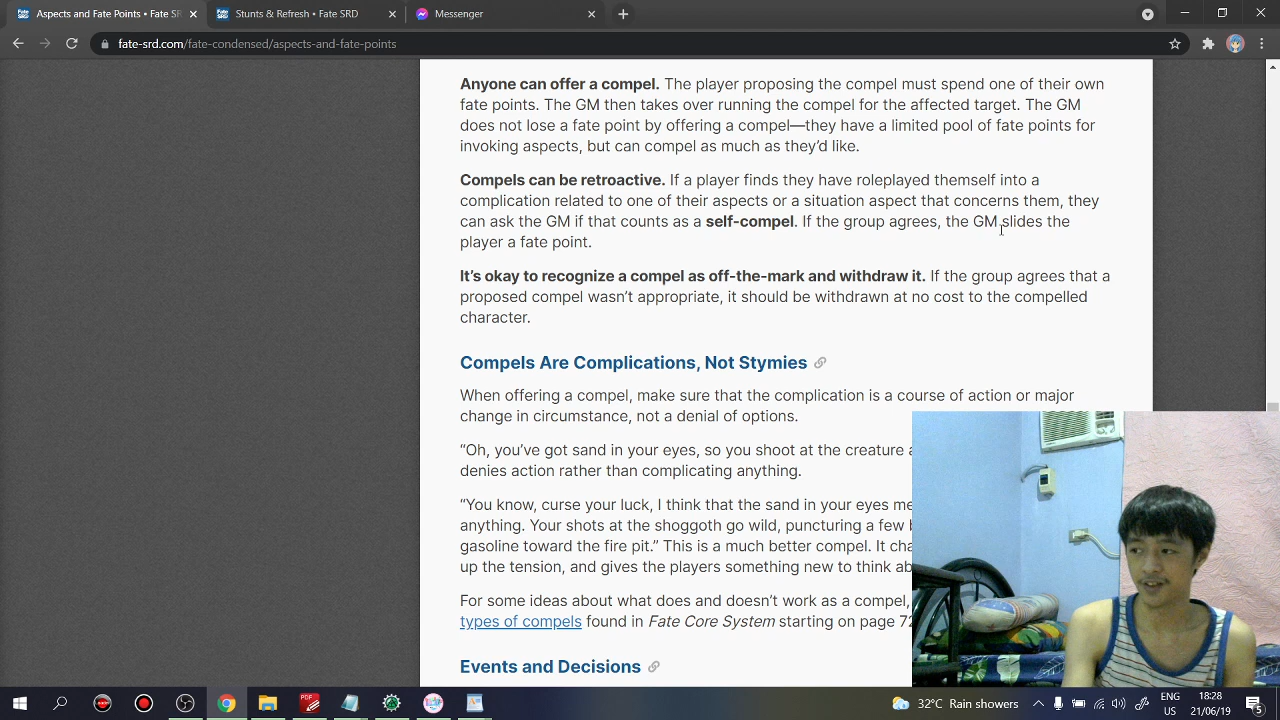 Aspects and Fate Points • Fate SR
Stunts & Refresh • Fate SRD
Messenger
fate-srd.com/fate-condensed/aspects-and-fate-points
Anyone can offer a compel. The player proposing the compel must spend one of their own
fate points. The GM then takes over running the compel for the affected target. The GM
does not lose a fate point by offering a compel—they have a limited pool of fate points for
invoking aspects, but can compel as much as they’d like.
Compels can be retroactive. If a player finds they have roleplayed themself into a
complication related to one of their aspects or a situation aspect that concerns them, they
can ask the GM if that counts as a self-compel. If the group agrees, the GM slides the
player a fate point.
It’s okay to recognize a compel as off-the-mark and withdraw it. If the group agrees that a
proposed compel wasn’t appropriate, it should be withdrawn at no cost to the compelled
character.
Compels Are Complications, Not Stymies
When offering a compel, make sure that the complication is a course of action or major
change in circumstance, not a denial of options.
“Oh, you’ve got sand in your eyes, so you shoot at the creature
denies action rather than complicating anything.
“You know, curse your luck, I think that the sand in your eyes
anything. Your shots at the shoggoth go wild, puncturing a few
gasoline toward the fire pit.” This is a much better compel. It
up the tension, and gives the players something new to think
For some ideas about what does and doesn’t work as a compel,
types of compels found in Fate Core System starting on page
Events and Decisions
PDF
32°C Rain showers
ENG
US
18:28
21/06/19
5